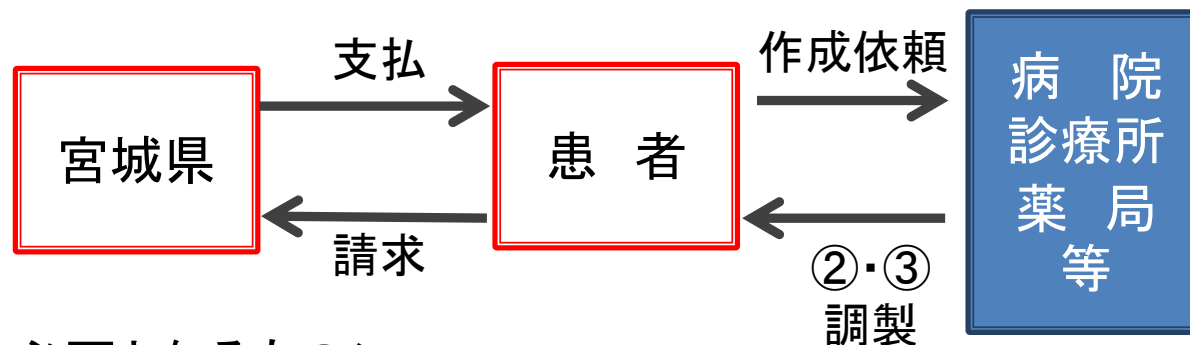 支払
作成依頼
宮城県
患 者
病 院
診療所
薬 局
等
請求
②・③
調製